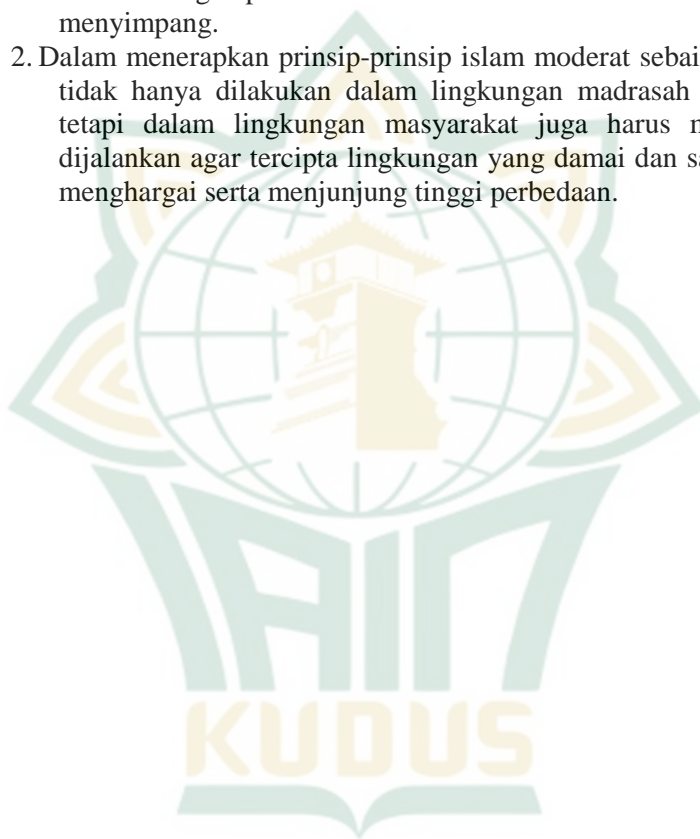 menyimpang.
2. Dalam menerapkan prinsip-prinsip islam moderat
tidak hanya dilakukan dalam lingkungan madrasah
tetapi dalam lingkungan masyarakat juga harus
dijalankan agar tercipta lingkungan yang damai dan
menghargai serta menjunjung tinggi perbedaan.
IAIN
KUDUS